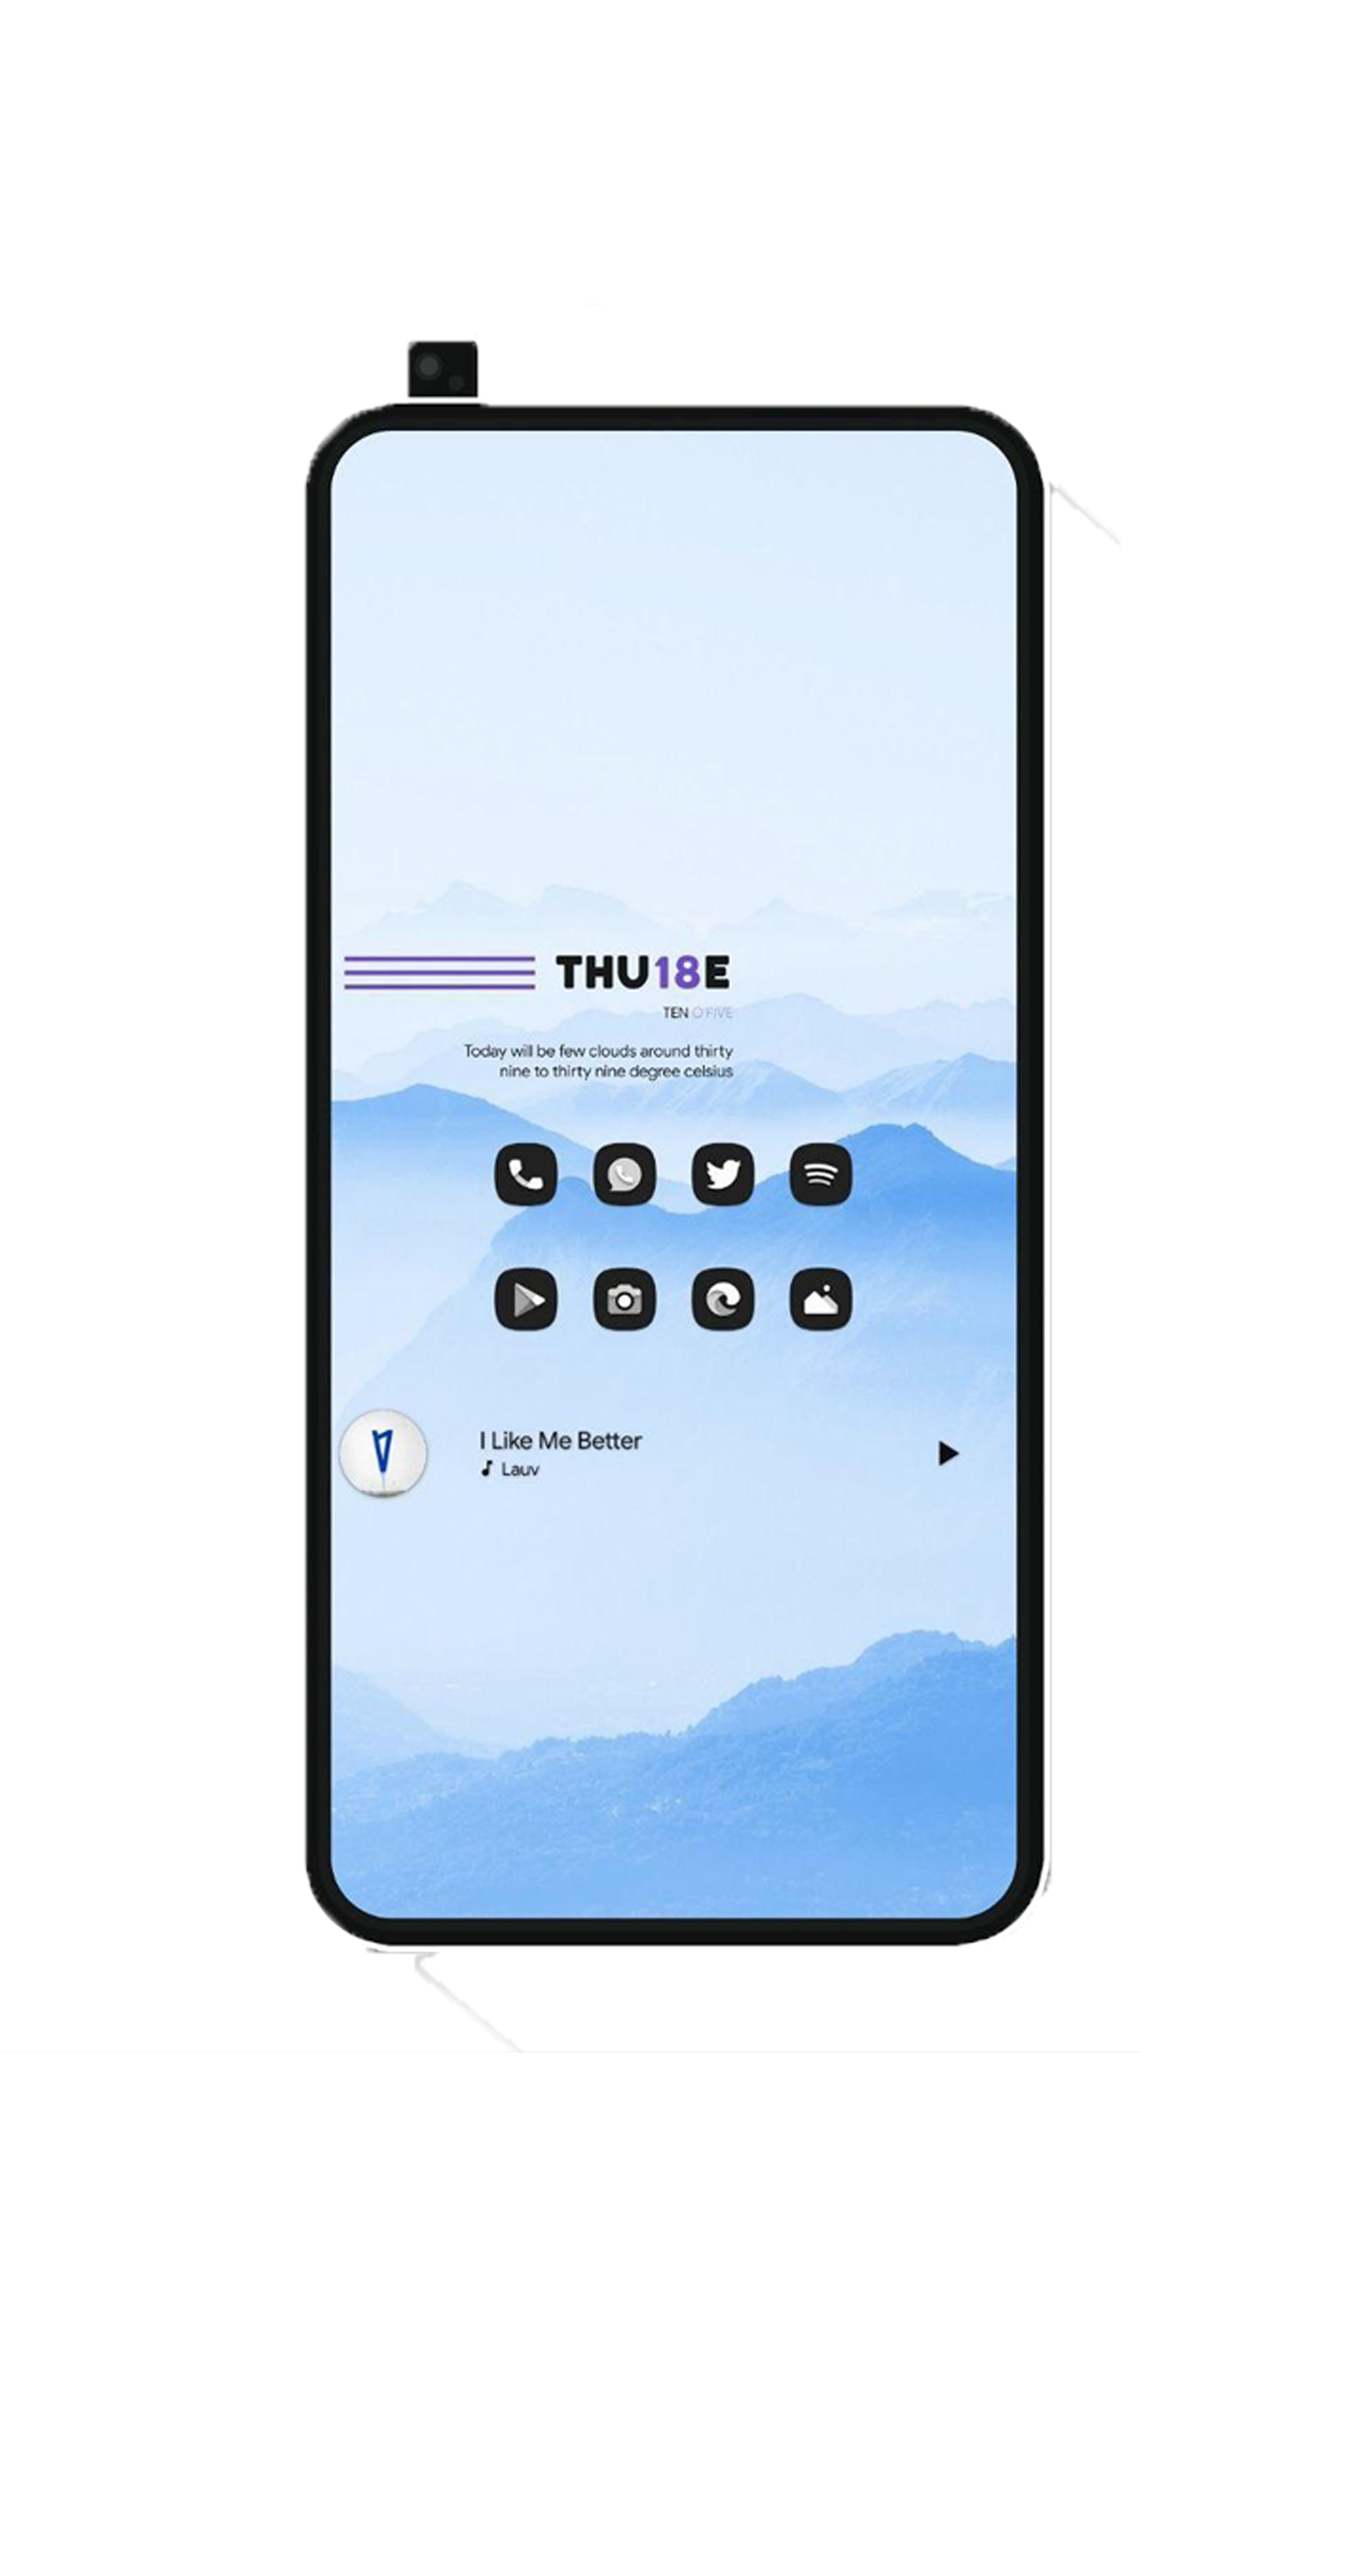 THU18E
TEN O'FIVE
Today will be few clouds around thirty
nine to thirty nine degree celsius
I Like Me Better
Lauv